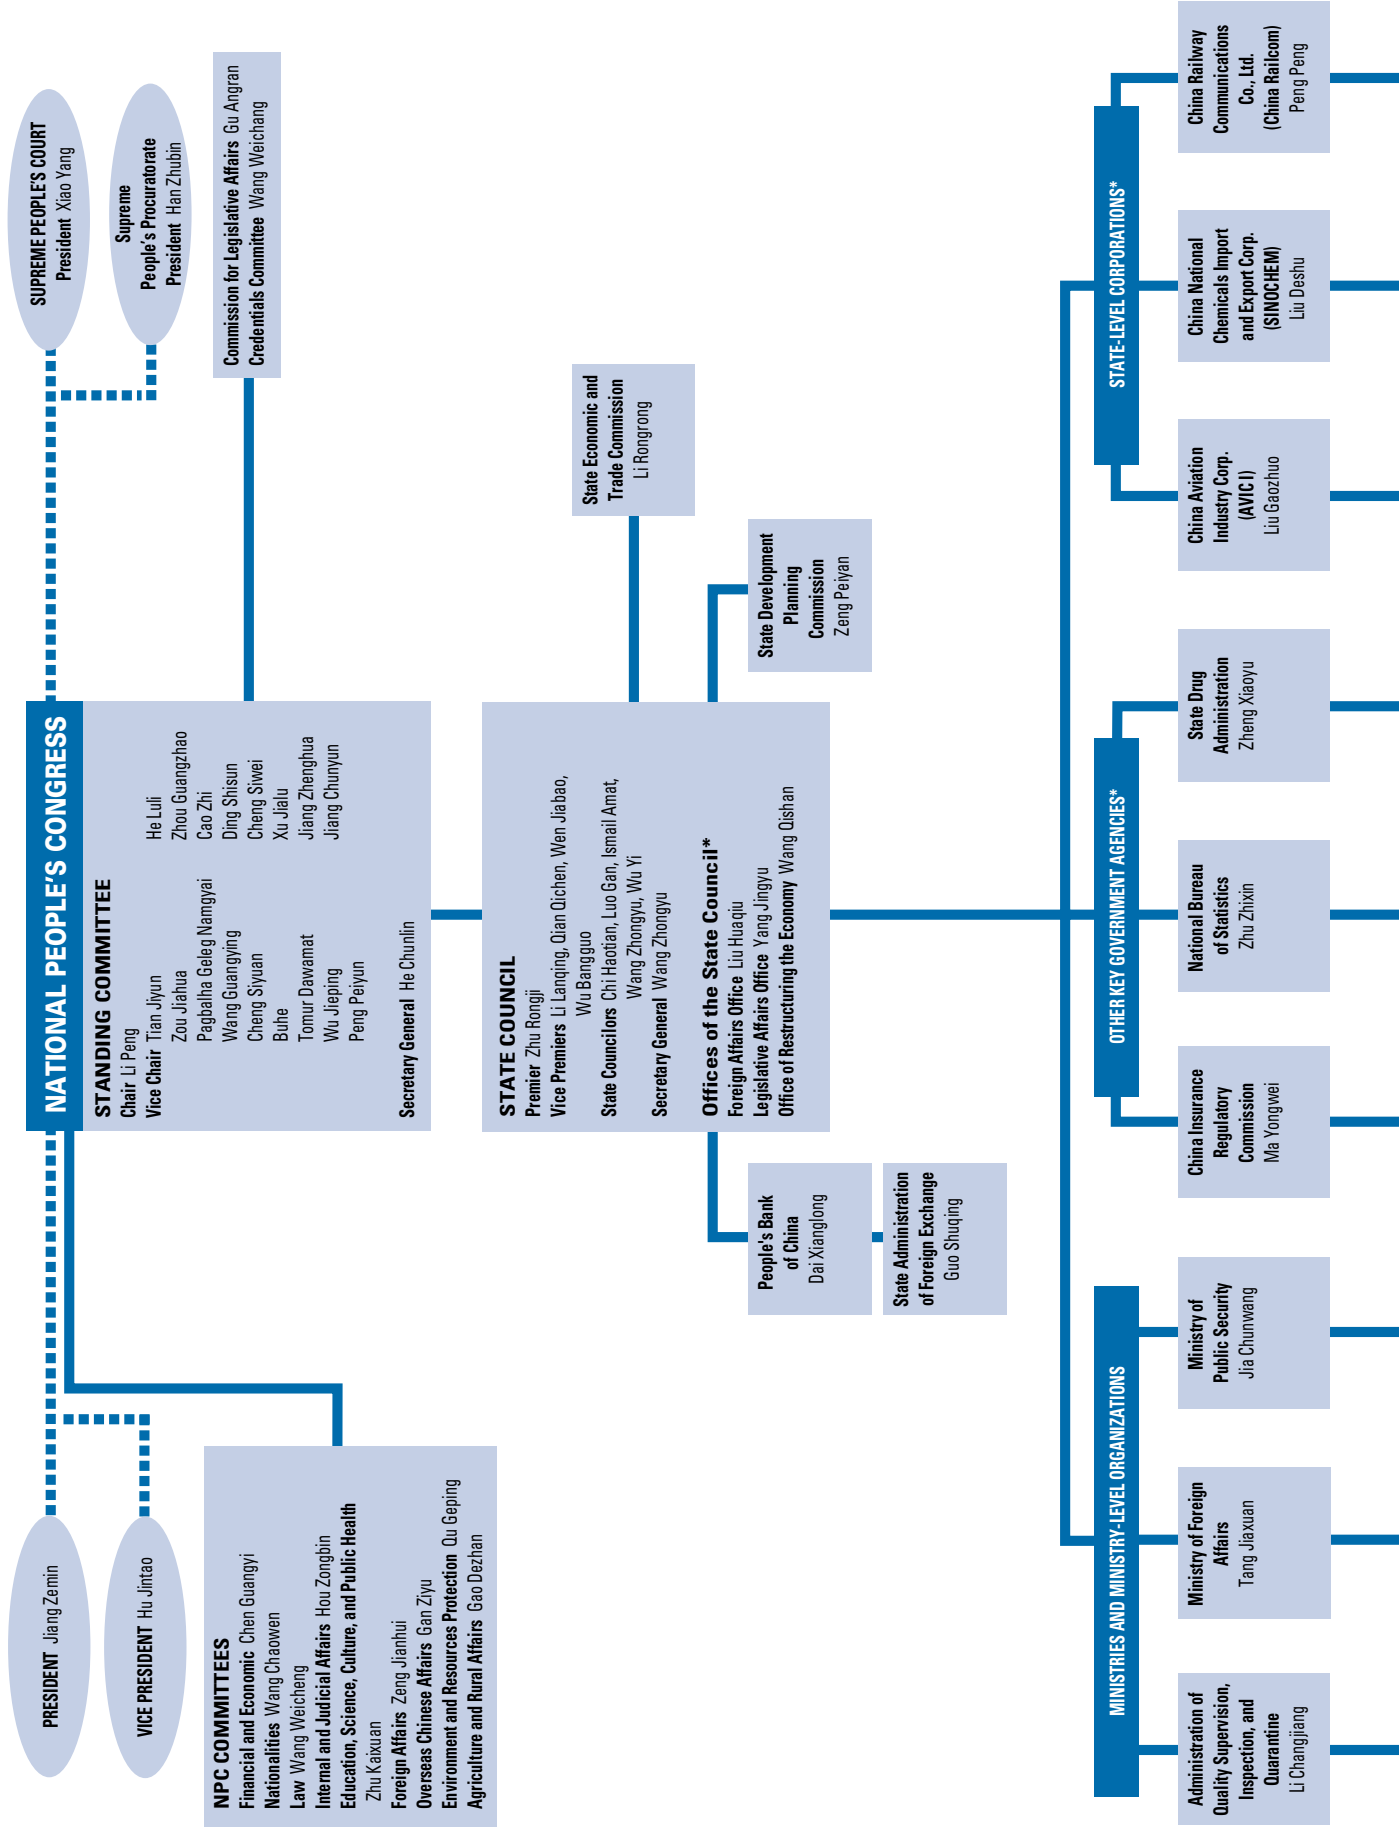 NATIONAL PEOPLE'S CONGRESS
PRESIDENT Jiang Zemin
VICE PRESIDENT Hu Jintao
SUPREME PEOPLE'S COURT
President Xiao Yang
Supreme
People's Procuratorate
President Han Zhubin
NPC COMMITTEES
Financial and Economic Chen Guangyi
Nationalities Wang Chaowen
Law Wang Weicheng
Internal and Judicial Affairs Hou Zongbin
Education, Science, Culture, and Public Health
Zhu Kaixuan
Foreign Affairs Zeng Jianhui
Overseas Chinese Affairs Gan Ziyu
Environment and Resources Protection Qu Geping
Agriculture and Rural Affairs Gao Dezhan
STANDING COMMITTEE
Chair Li Peng
Vice Chair Tian Jiyun
Zou Jiahua
Pagbalha Geleg Namgyai
Wang Guangying
Cheng Siyuan
Buhe
Tomur Dawamat
Wu Jieping
Peng Peiyun
He Luli
Zhou Guangzhao
Cao Zhi
Ding Shisun
Cheng Siwei
Xu Jialu
Jiang Zhenghua
Jiang Chunyun
Secretary General He Chunlin
Commission for Legislative Affairs Gu Angran
Credentials Committee Wang Weichang
STATE COUNCIL
Premier Zhu Rongji
Vice Premiers Li Lanqing, Qian Qichen, Wen Jiabao,
Wu Bangguo
State Councilors Chi Haotian, Luo Gan, Ismail Amat,
Wang Zhongyu, Wu Yi
Secretary General Wang Zhongyu
Offices of the State Council*
Foreign Affairs Office Liu Huaqiu
Legislative Affairs Office Yang Jingyu
Office of Restructuring the Economy Wang Qishan
State Economic and
Trade Commission
Li Rongrong
People's Bank
of China
Dai Xianglong
State Administration
of Foreign Exchange
Guo Shuqing
State Development
Planning
Commission
Zeng Peiyan
MINISTRIES AND MINISTRY-LEVEL ORGANIZATIONS
Administration of
Quality Supervision,
Inspection, and
Quarantine
Li Changjiang
Ministry of Foreign
Affairs
Tang Jiaxuan
Ministry of
Public Security
Jia Chunwang
OTHER KEY GOVERNMENT AGENCIES*
China Insurance
Regulatory
Commission
Ma Yongwei
National Bureau
of Statistics
Zhu Zhixin
State Drug
Administration
Zheng Xiaoyu
STATE-LEVEL CORPORATIONS*
China Aviation
Industry Corp.
(AVIC I)
Liu Gaozhuo
China National
Chemicals Import
and Export Corp.
(SINOCHEM)
Liu Deshu
China Railway
Communications
Co., Ltd.
(China Railcom)
Peng Peng